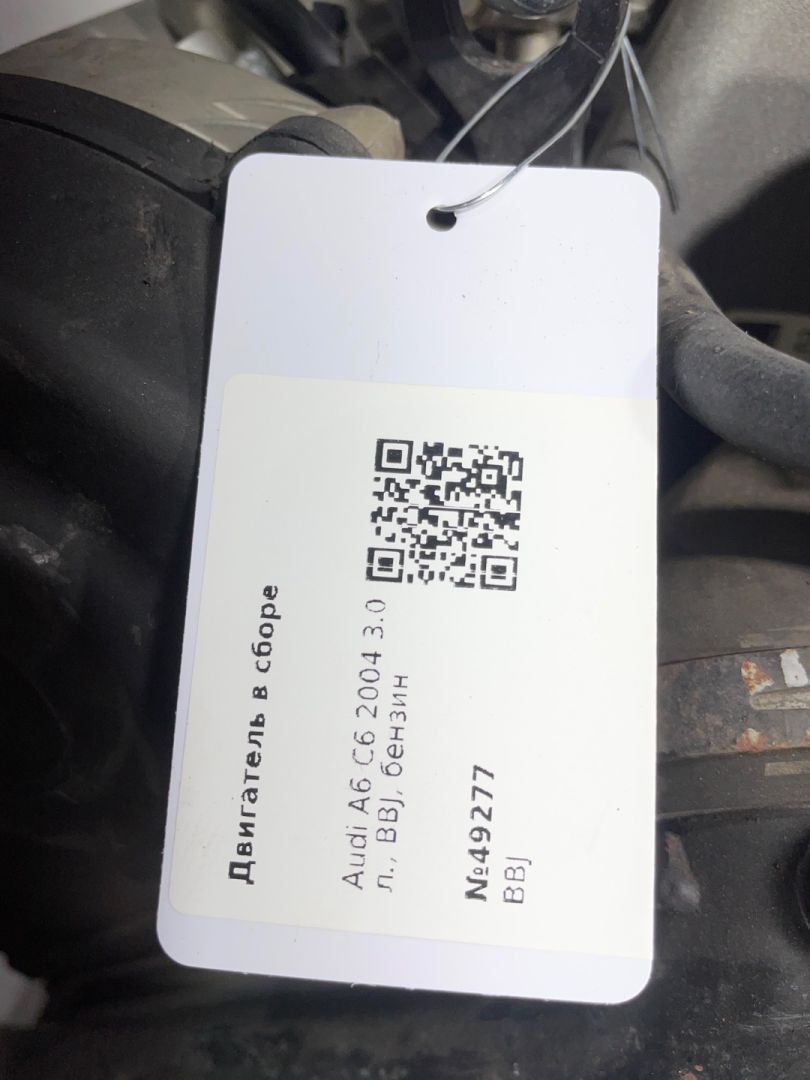 Двигатель в сборе
Audi A6 C6 2004 3.0
л., BBJ, бензин
№49277
BBJ